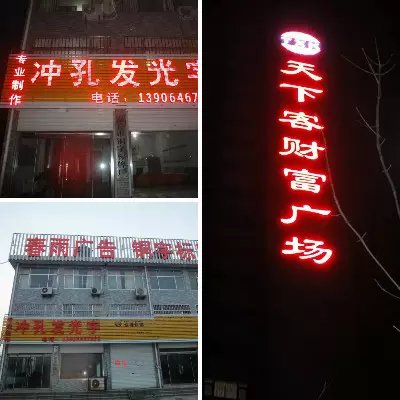 专业制作
冲孔发光字
电话：13906467
天下客财富广场
春雨广告
冲孔发光字